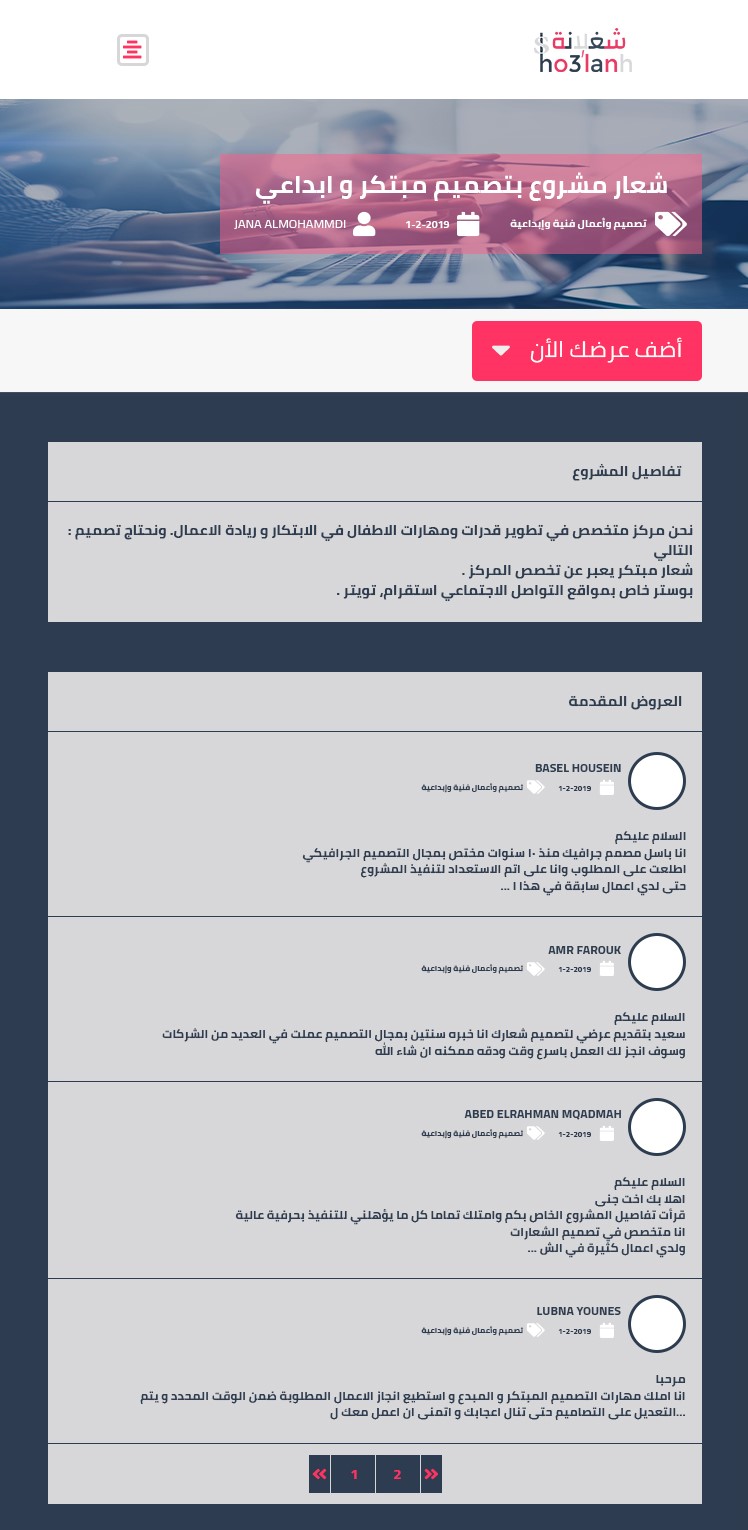 شغلانة
sho3lanh
شعار مشروع بتصميم مبتكر و ابداعي
تصميم وأعمال فنية وإبداعية
1-2-2019
JANA ALMOHAMMDI
أضف عرضك الأن
تفاصيل المشروع
نحن مركز متخصص في تطوير قدرات ومهارات الاطفال في الابتكار و ريادة الاعمال. ونحتاج تصميم :
التالي
شعار مبتكر يعبر عن تخصص المركز .
بوستر خاص بمواقع التواصل الاجتماعي استقرام, تويتر .
العروض المقدمة
BASEL HOUSEIN
1-2-2019 تصميم وأعمال فنية وإبداعية
السلام عليكم
انا باسل مصمم جرافيك منذ ١٠ سنوات مختص بمجال التصميم الجرافيكي
اطلعت على المطلوب وانا على اتم الاستعداد لتنفيذ المشروع
حتى لدي اعمال سابقة في هذا ا ...
AMR FAROUK
1-2-2019 تصميم وأعمال فنية وإبداعية
السلام عليكم
سعيد بتقديم عرضي لتصميم شعارك انا خبره سنتين بمجال التصميم عملت في العديد من الشركات
وسوف انجز لك العمل باسرع وقت ودقه ممكنه ان شاء الله
ABED ELRAHMAN MQADMAH
1-2-2019 تصميم وأعمال فنية وإبداعية
السلام عليكم
اهلا بك اخت جنى
قرأت تفاصيل المشروع الخاص بكم وامتلك تماما كل ما يؤهلني للتنفيذ بحرفية عالية
انا متخصص في تصميم الشعارات
ولدي اعمال كثيرة في الش ...
LUBNA YOUNES
1-2-2019 تصميم وأعمال فنية وإبداعية
مرحبا
انا املك مهارات التصميم المبتكر و المبدع و استطيع انجاز الاعمال المطلوبة ضمن الوقت المحدد و يتم
...التعديل على التصاميم حتى تنال اعجابك و اتمنى ان اعمل معك ل
« 1 2 »